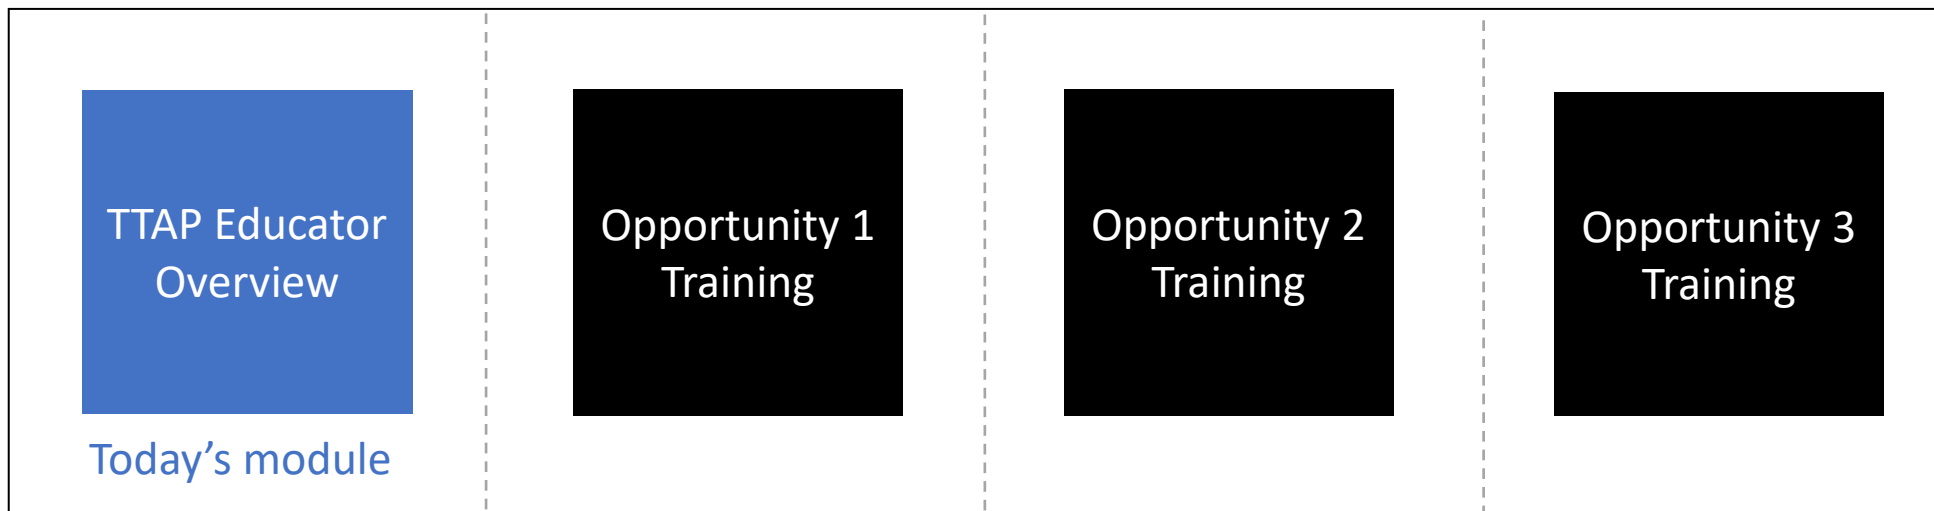 TTAP Educator
Overview
Today’s module
Opportunity 1
Training
Opportunity 2
Training
Opportunity 3
Training